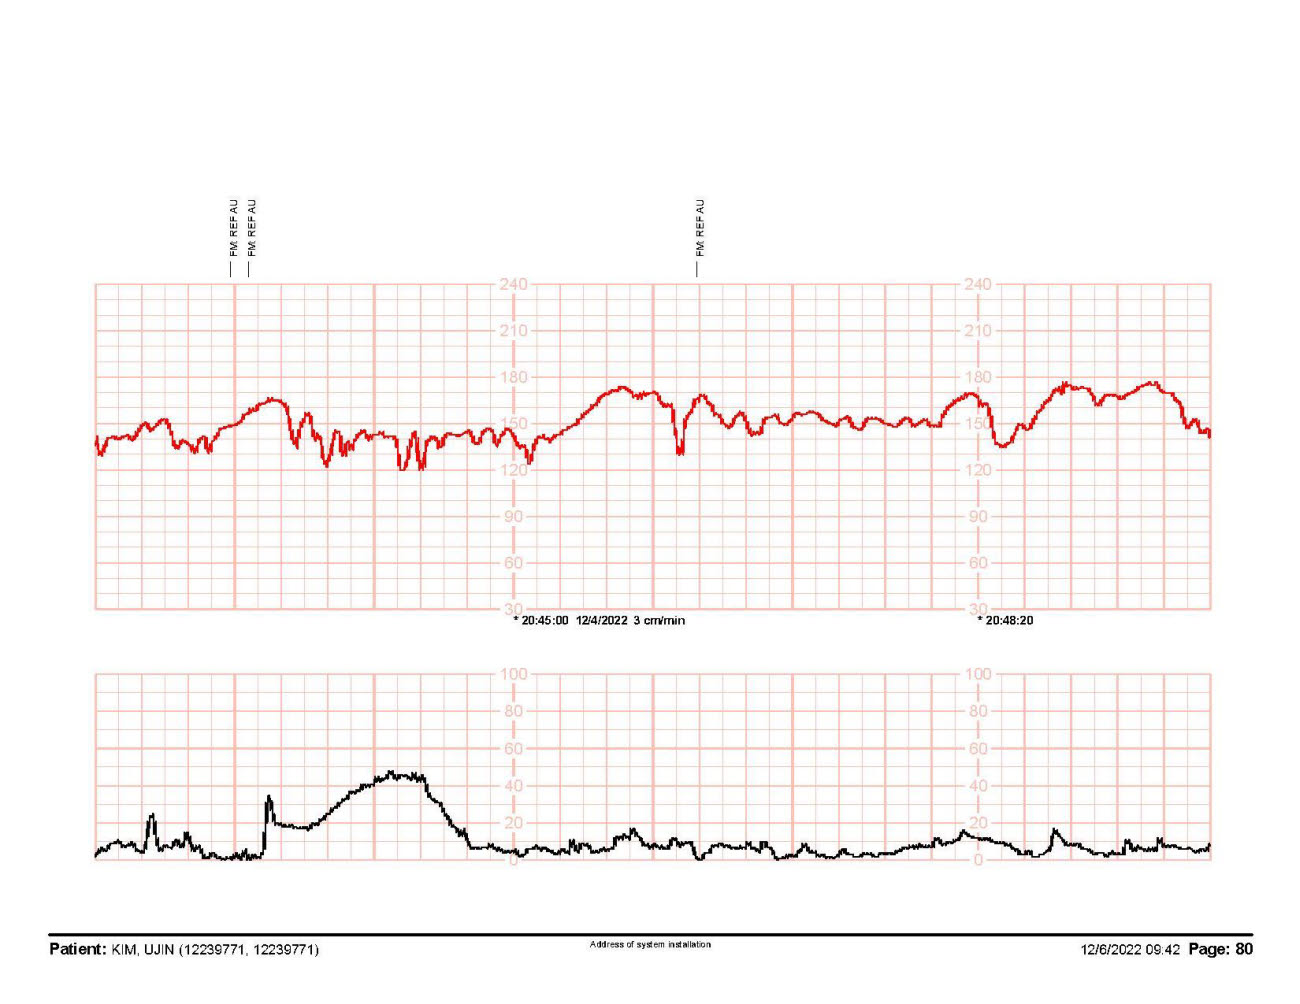 FM: REF AU
FM: REF AU
FM: REF AU
240 240
210 210
180 180
150 150
120 120
90 90
60 60
30 30
* 20:45:00 12/4/2022 3 cm/min * 20:48:20
100 100
80 80
60 60
40 40
20 20
0 0
Patient: KIM, UJIN (12239771, 12239771) Address of system installation 12/6/2022 09:42 Page: 80